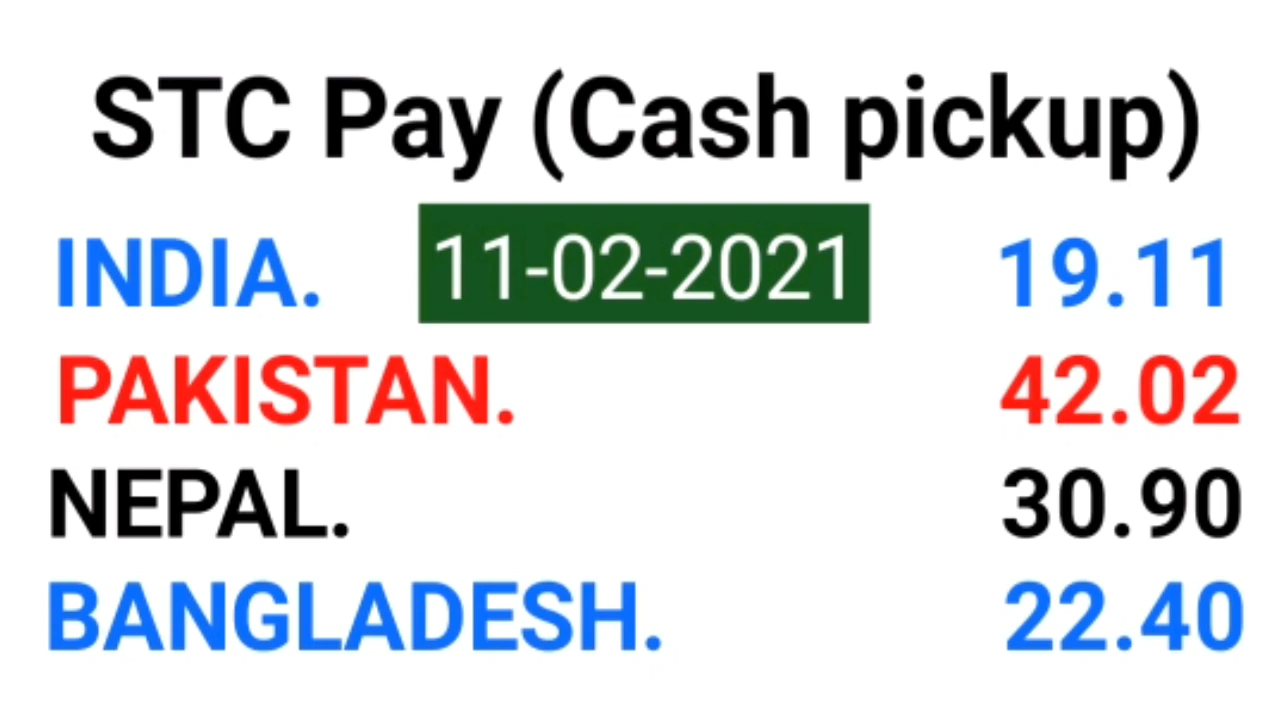 STC Pay (Cash pickup)
INDIA. 11-02-2021 19.11
PAKISTAN. 42.02
NEPAL. 30.90
BANGLADESH. 22.40